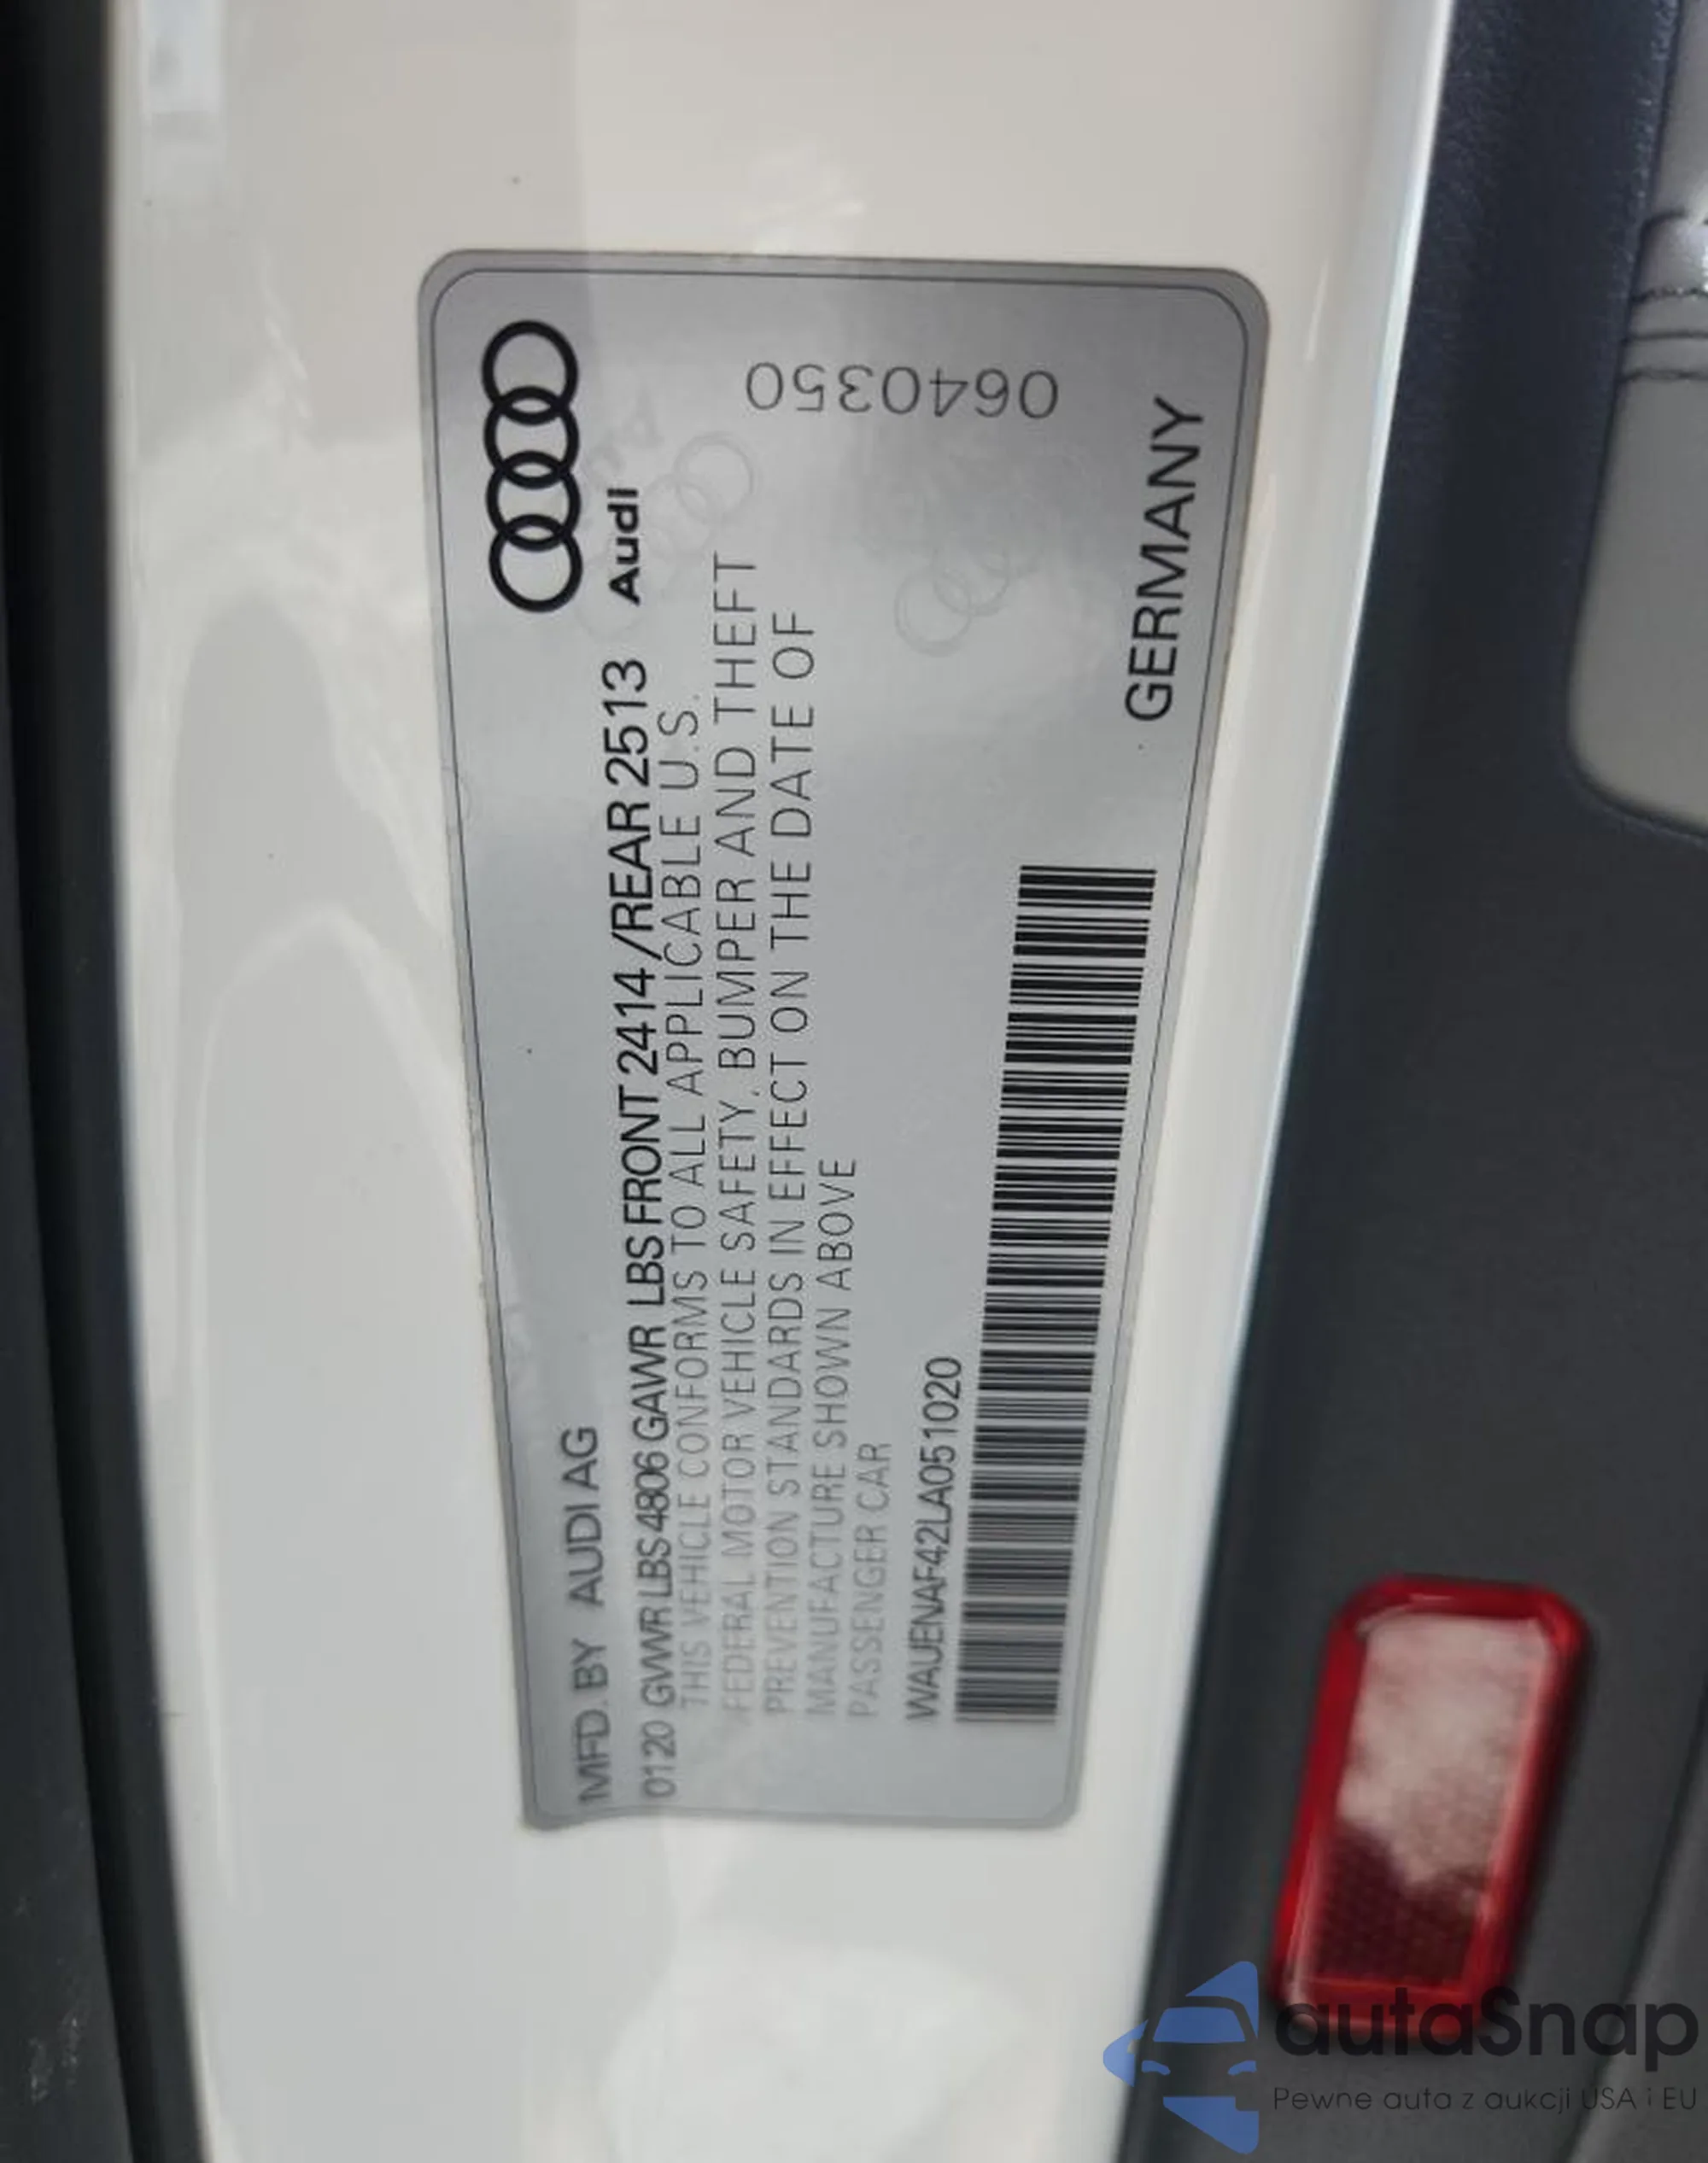 Audi
MFD. BY AUDI AG
0120 GVWR LBS 4806 GAWR LBS FRONT 2414 /REAR 2513
THIS VEHICLE CONFORMS TO ALL APPLICABLE U.S.
FEDERAL MOTOR VEHICLE SAFETY, BUMPER AND THEFT
PREVENTION STANDARDS IN EFFECT ON THE DATE OF
MANUFACTURE SHOWN ABOVE
PASSENGER CAR
WAUENAF42LA051020
GERMANY
0640350
autaSnap
Pewne auta z aukcji USA i EU